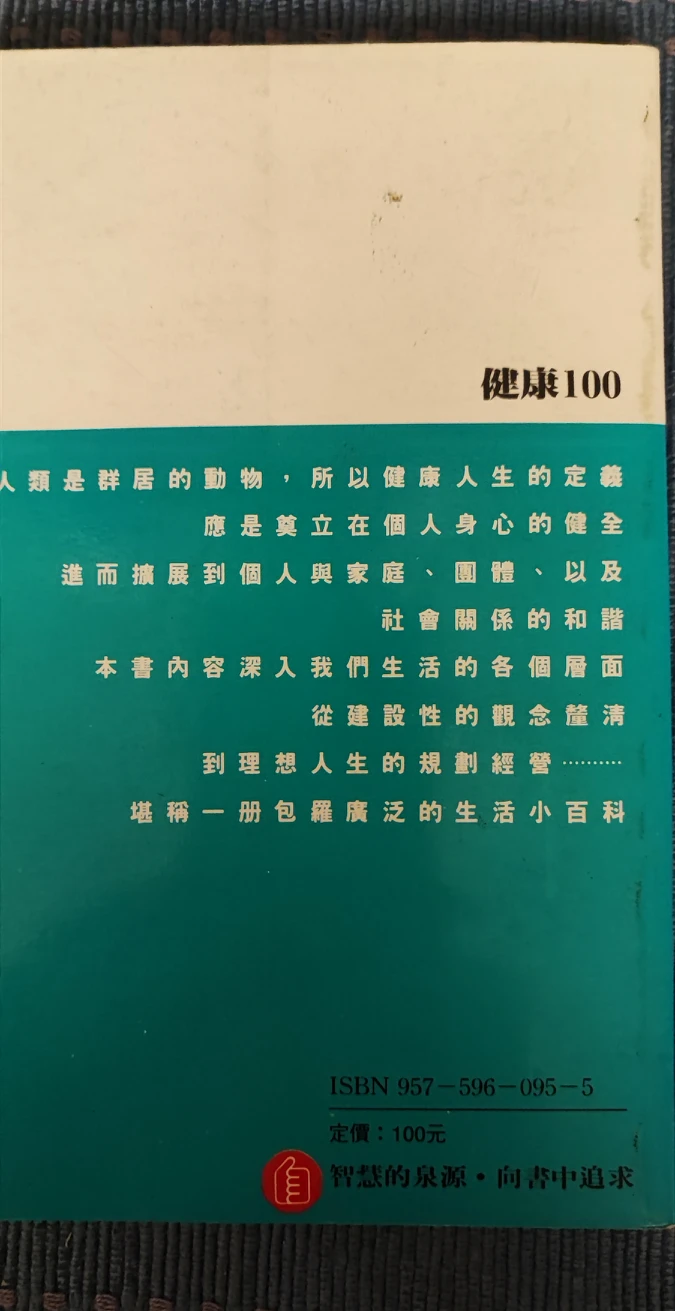 健康100
人類是群居的動物，所以健康人生的定義
應是奠立在個人身心的健全
進而擴展到個人與家庭、團體、以及
社會關係的和諧
本書內容深入我們生活的各個層面
從建設性的觀念釐清
到理想人生的規劃經營………
堪稱一册包羅廣泛的生活小百科
ISBN 957-596-095-5
定價：100元
智慧的泉源・向書中追求